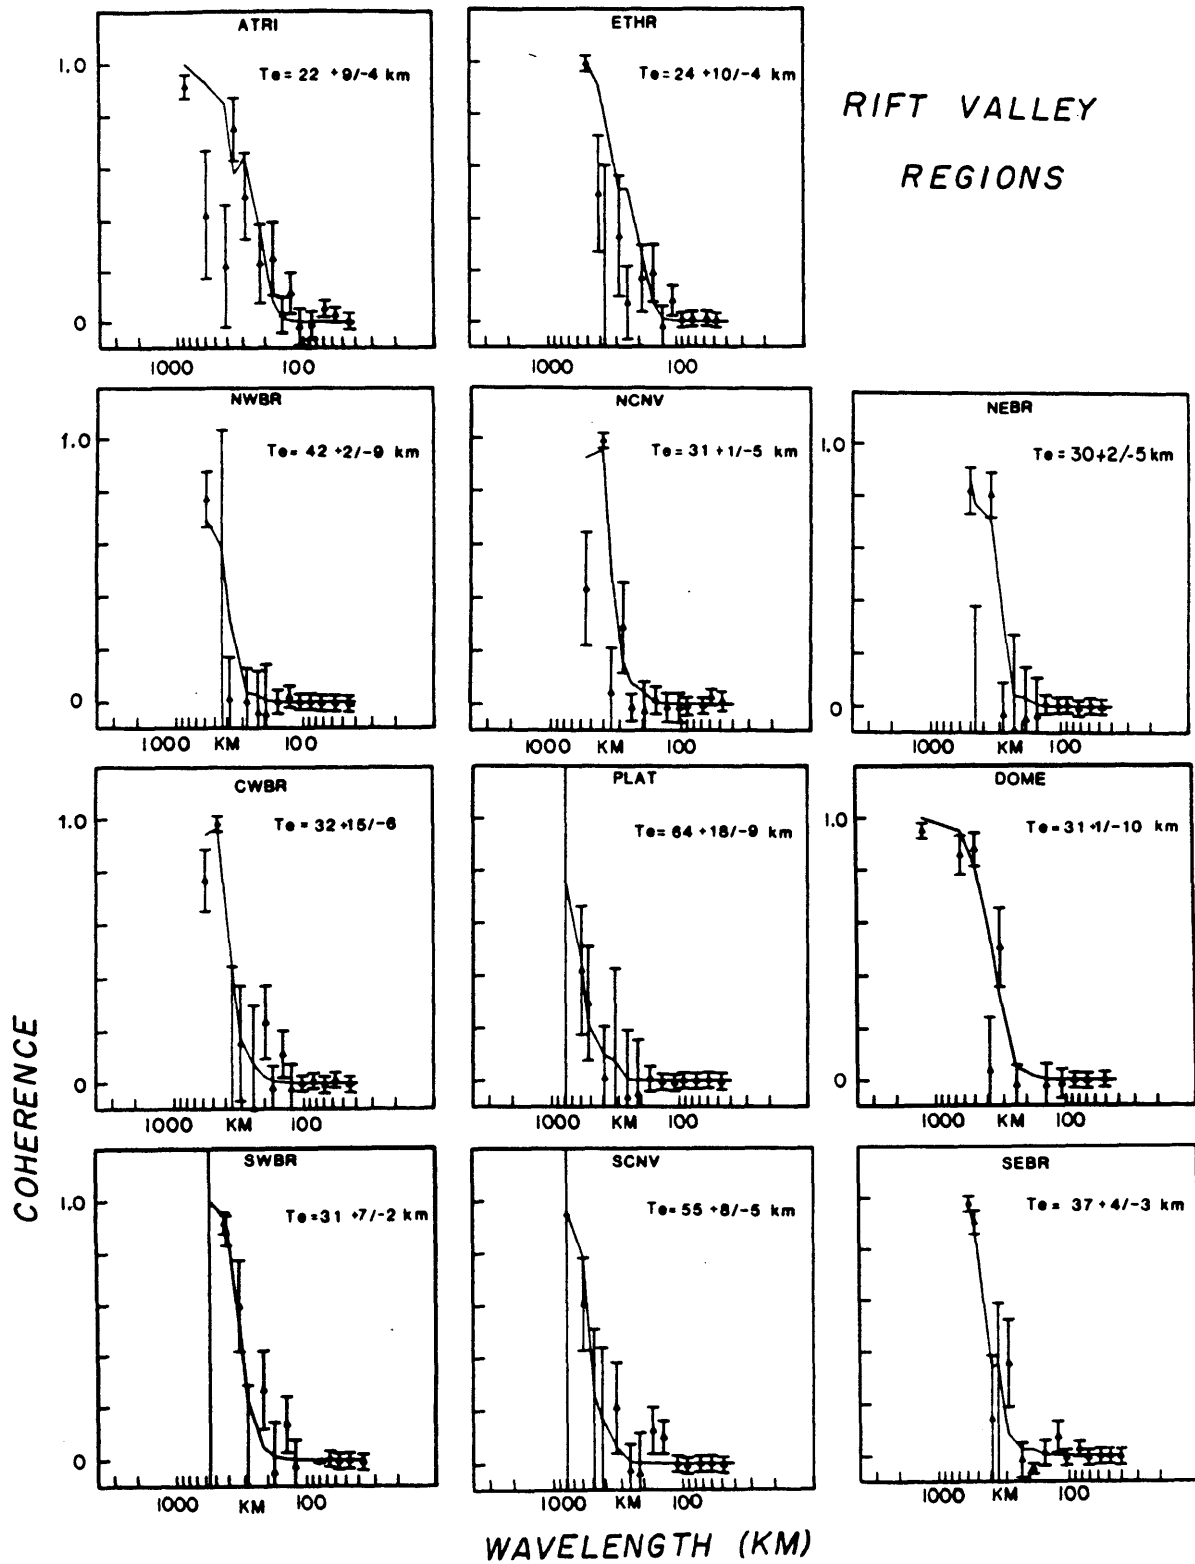 ATRI
Te= 22 +9/-4 km
1.0
0
1000 100
ETHR
Te= 24 +10/-4 km
1000 100
RIFT VALLEY
REGIONS
NWBR
Te= 42 +2/-9 km
1.0
0
1000 KM 100
NCNV
Te= 31 +1/-5 km
1000 KM 100
NEBR
Te= 30+2/-5 km
1.0
0
1000 KM 100
CWBR
Te= 32 +15/-6
1.0
0
1000 KM 100
PLAT
Te= 64 +18/-9 km
1000 KM 100
DOME
Te= 31 +1/-10 km
1.0
0
1000 KM 100
SWBR
Te=31 +7/-2 km
1.0
0
1000 KM 100
SCNV
Te= 55 +8/-5 km
1000 KM 100
SEBR
Te= 37 +4/-3 km
1000 KM 100
COHERENCE
WAVELENGTH (KM)